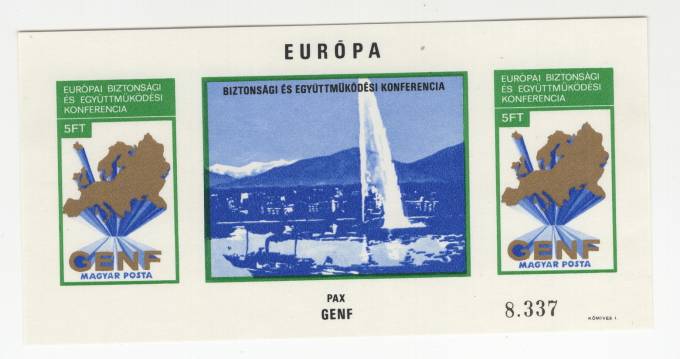 EURÓPA
EURÓPAI BIZTONSÁGI
ÉS EGYÜTTMŰKÖDÉSI
KONFERENCIA
5FT
GENF
MAGYAR POSTA
BIZTONSÁGI ÉS EGYÜTTMŰKÖDÉSI KONFERENCIA
EURÓPAI BIZTONSÁGI
ÉS EGYÜTTMŰKÖDÉSI
KONFERENCIA
5FT
GENF
MAGYAR POSTA
PAX
GENF
8.337
KÖMIVES I.